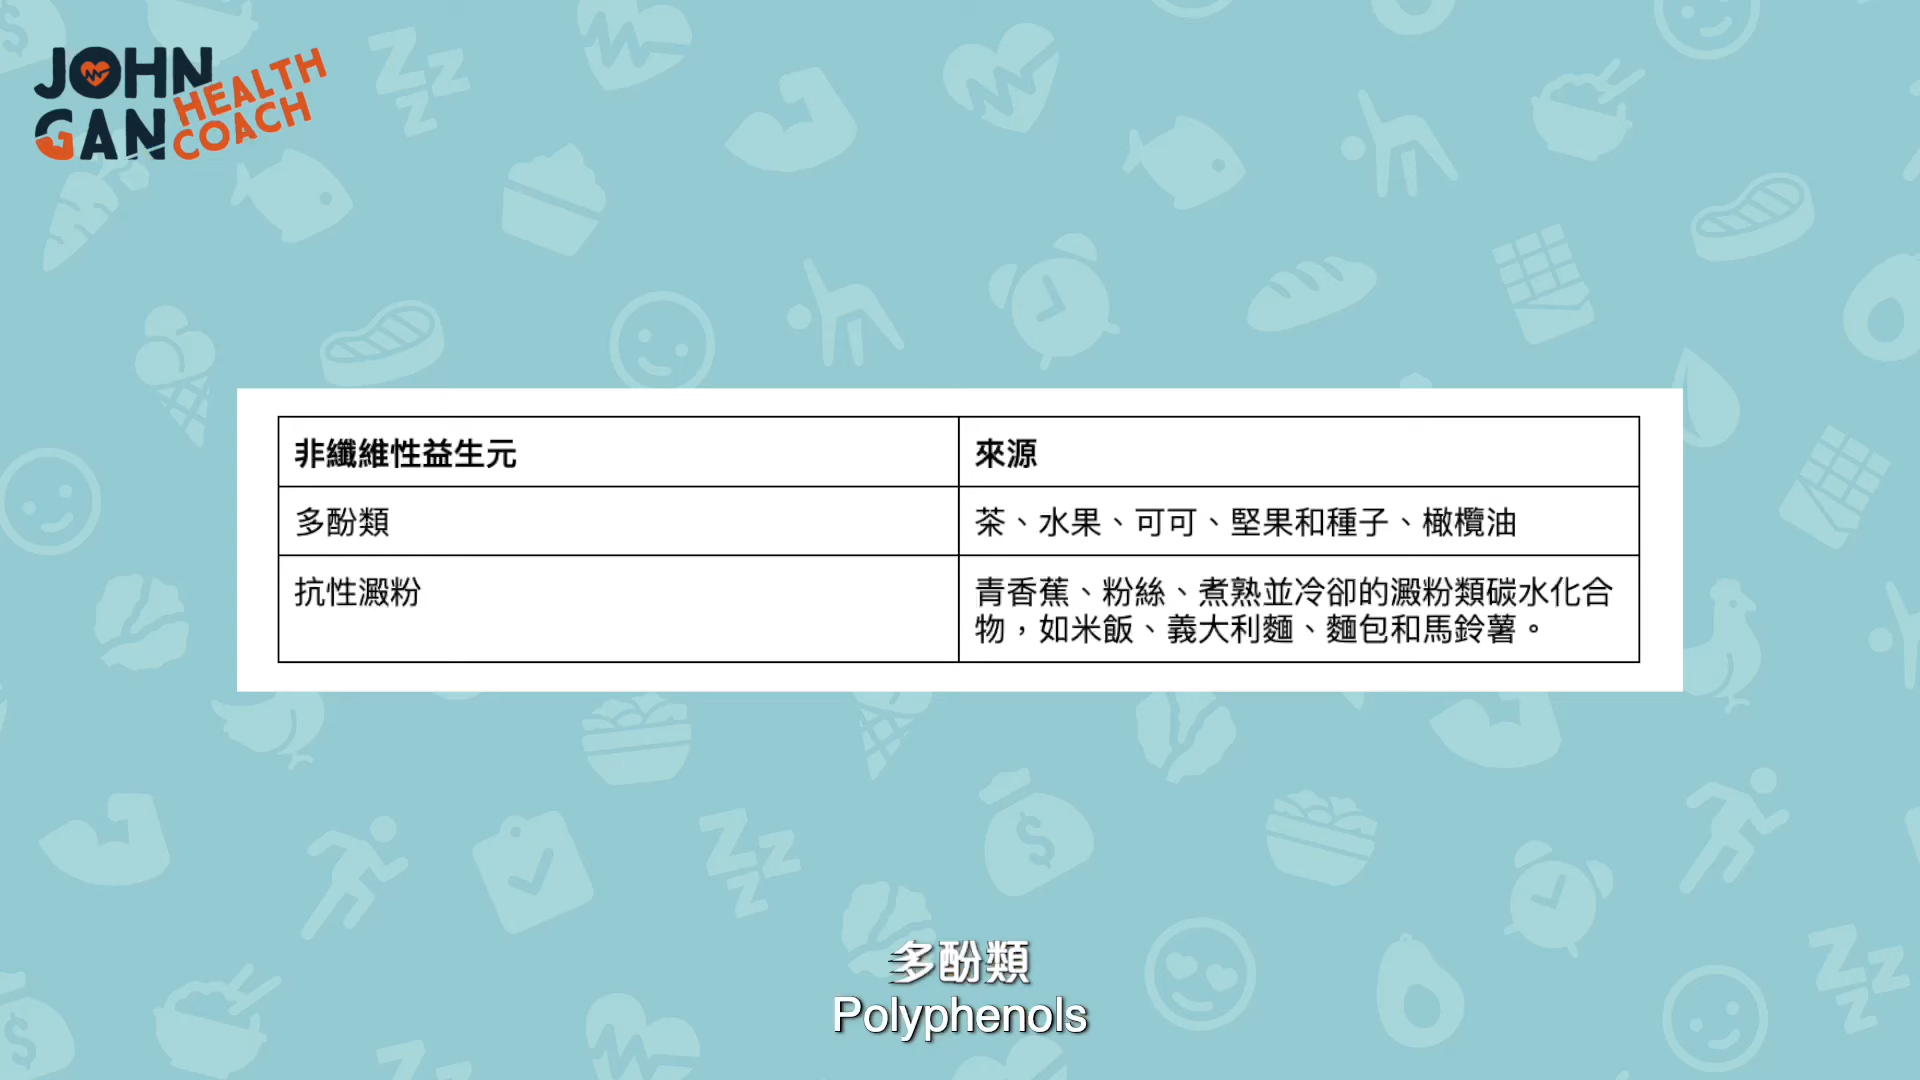 JOHN
GAN
HEALTH
COACH
非纖維性益生元
來源
多酚類
茶、水果、可可、堅果和種子、橄欖油
抗性澱粉
青香蕉、粉絲、煮熟並冷卻的澱粉類碳水化合
物，如米飯、義大利麵、麵包和馬鈴薯。
多酚類
Polyphenols